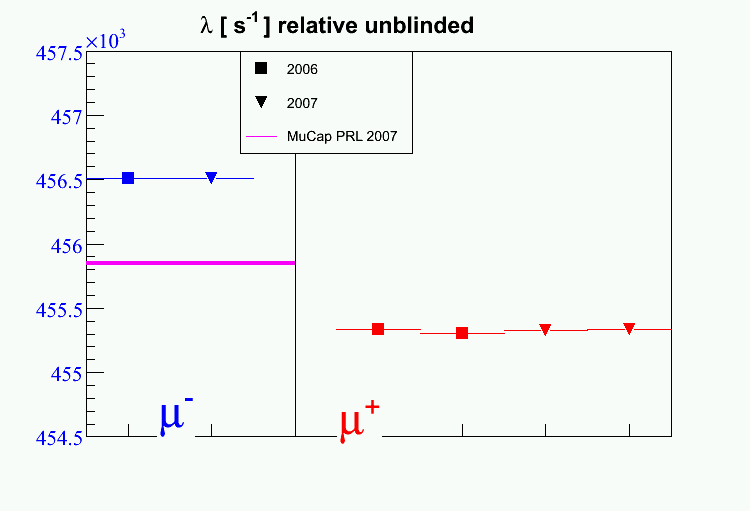 λ [ s⁻¹ ] relative unblinded
×10³
457.5
457
456.5
456
455.5
455
454.5
2006
2007
MuCap PRL 2007
μ⁻
μ⁺